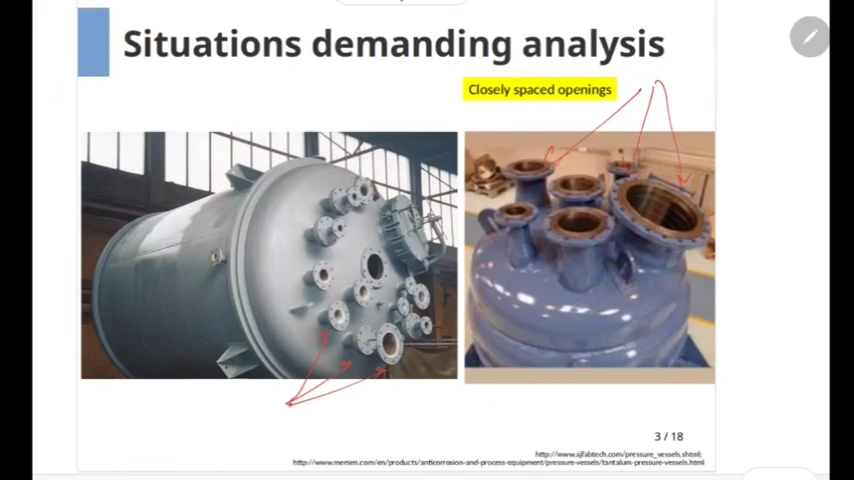 Situations demanding analysis
Closely spaced openings
3 / 18
http://www.ajfabtech.com/pressure_vessels.shtml;
http://www.mersen.com/en/products/anticorrosion-and-process-equipment/pressure-vessels/tantalum-pressure-vessels.html